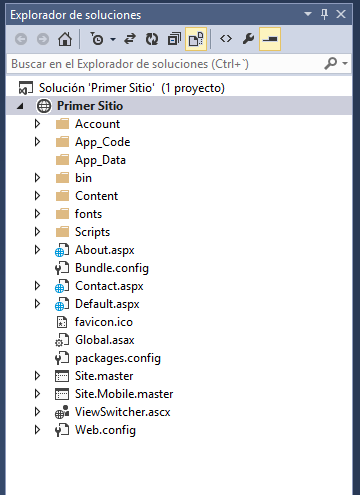 Explorador de soluciones
Buscar en el Explorador de soluciones (Ctrl+`)
Solución 'Primer Sitio' (1 proyecto)
Primer Sitio
Account
App_Code
App_Data
bin
Content
fonts
Scripts
About.aspx
Bundle.config
Contact.aspx
Default.aspx
favicon.ico
Global.asax
packages.config
Site.master
Site.Mobile.master
ViewSwitcher.ascx
Web.config